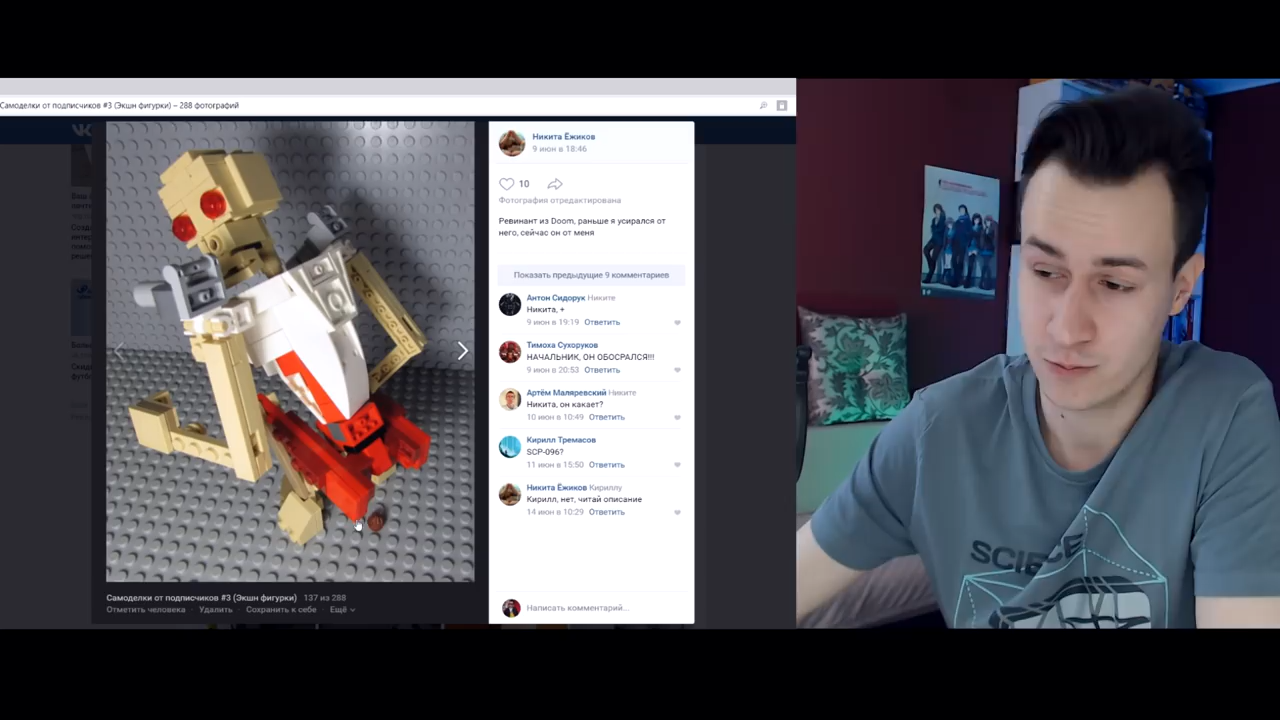 Самоделки от подписчиков #3 (Экшн фигурки) – 288 фотографий
Никита Ёжиков
9 июн в 18:46
10
Фотография отредактирована
Ревинант из Doom, раньше я усирался от
него, сейчас он от меня
Показать предыдущие 9 комментариев
Антон Сидорук Никите
Никита, +
9 июн в 19:19 Ответить
Тимоха Сухоруков
НАЧАЛЬНИК, ОН ОБОСРАЛСЯ!!!
9 июн в 20:53 Ответить
Артём Маляревский Никите
Никита, он какает?
10 июн в 10:49 Ответить
Кирилл Тремасов
SCP-096?
11 июн в 15:50 Ответить
Никита Ёжиков Кириллу
Кирилл, нет, читай описание
14 июн в 10:29 Ответить
Самоделки от подписчиков #3 (Экшн фигурки) 137 из 288
Отметить человека · Удалить · Сохранить к себе · Ещё
Написать комментарий...